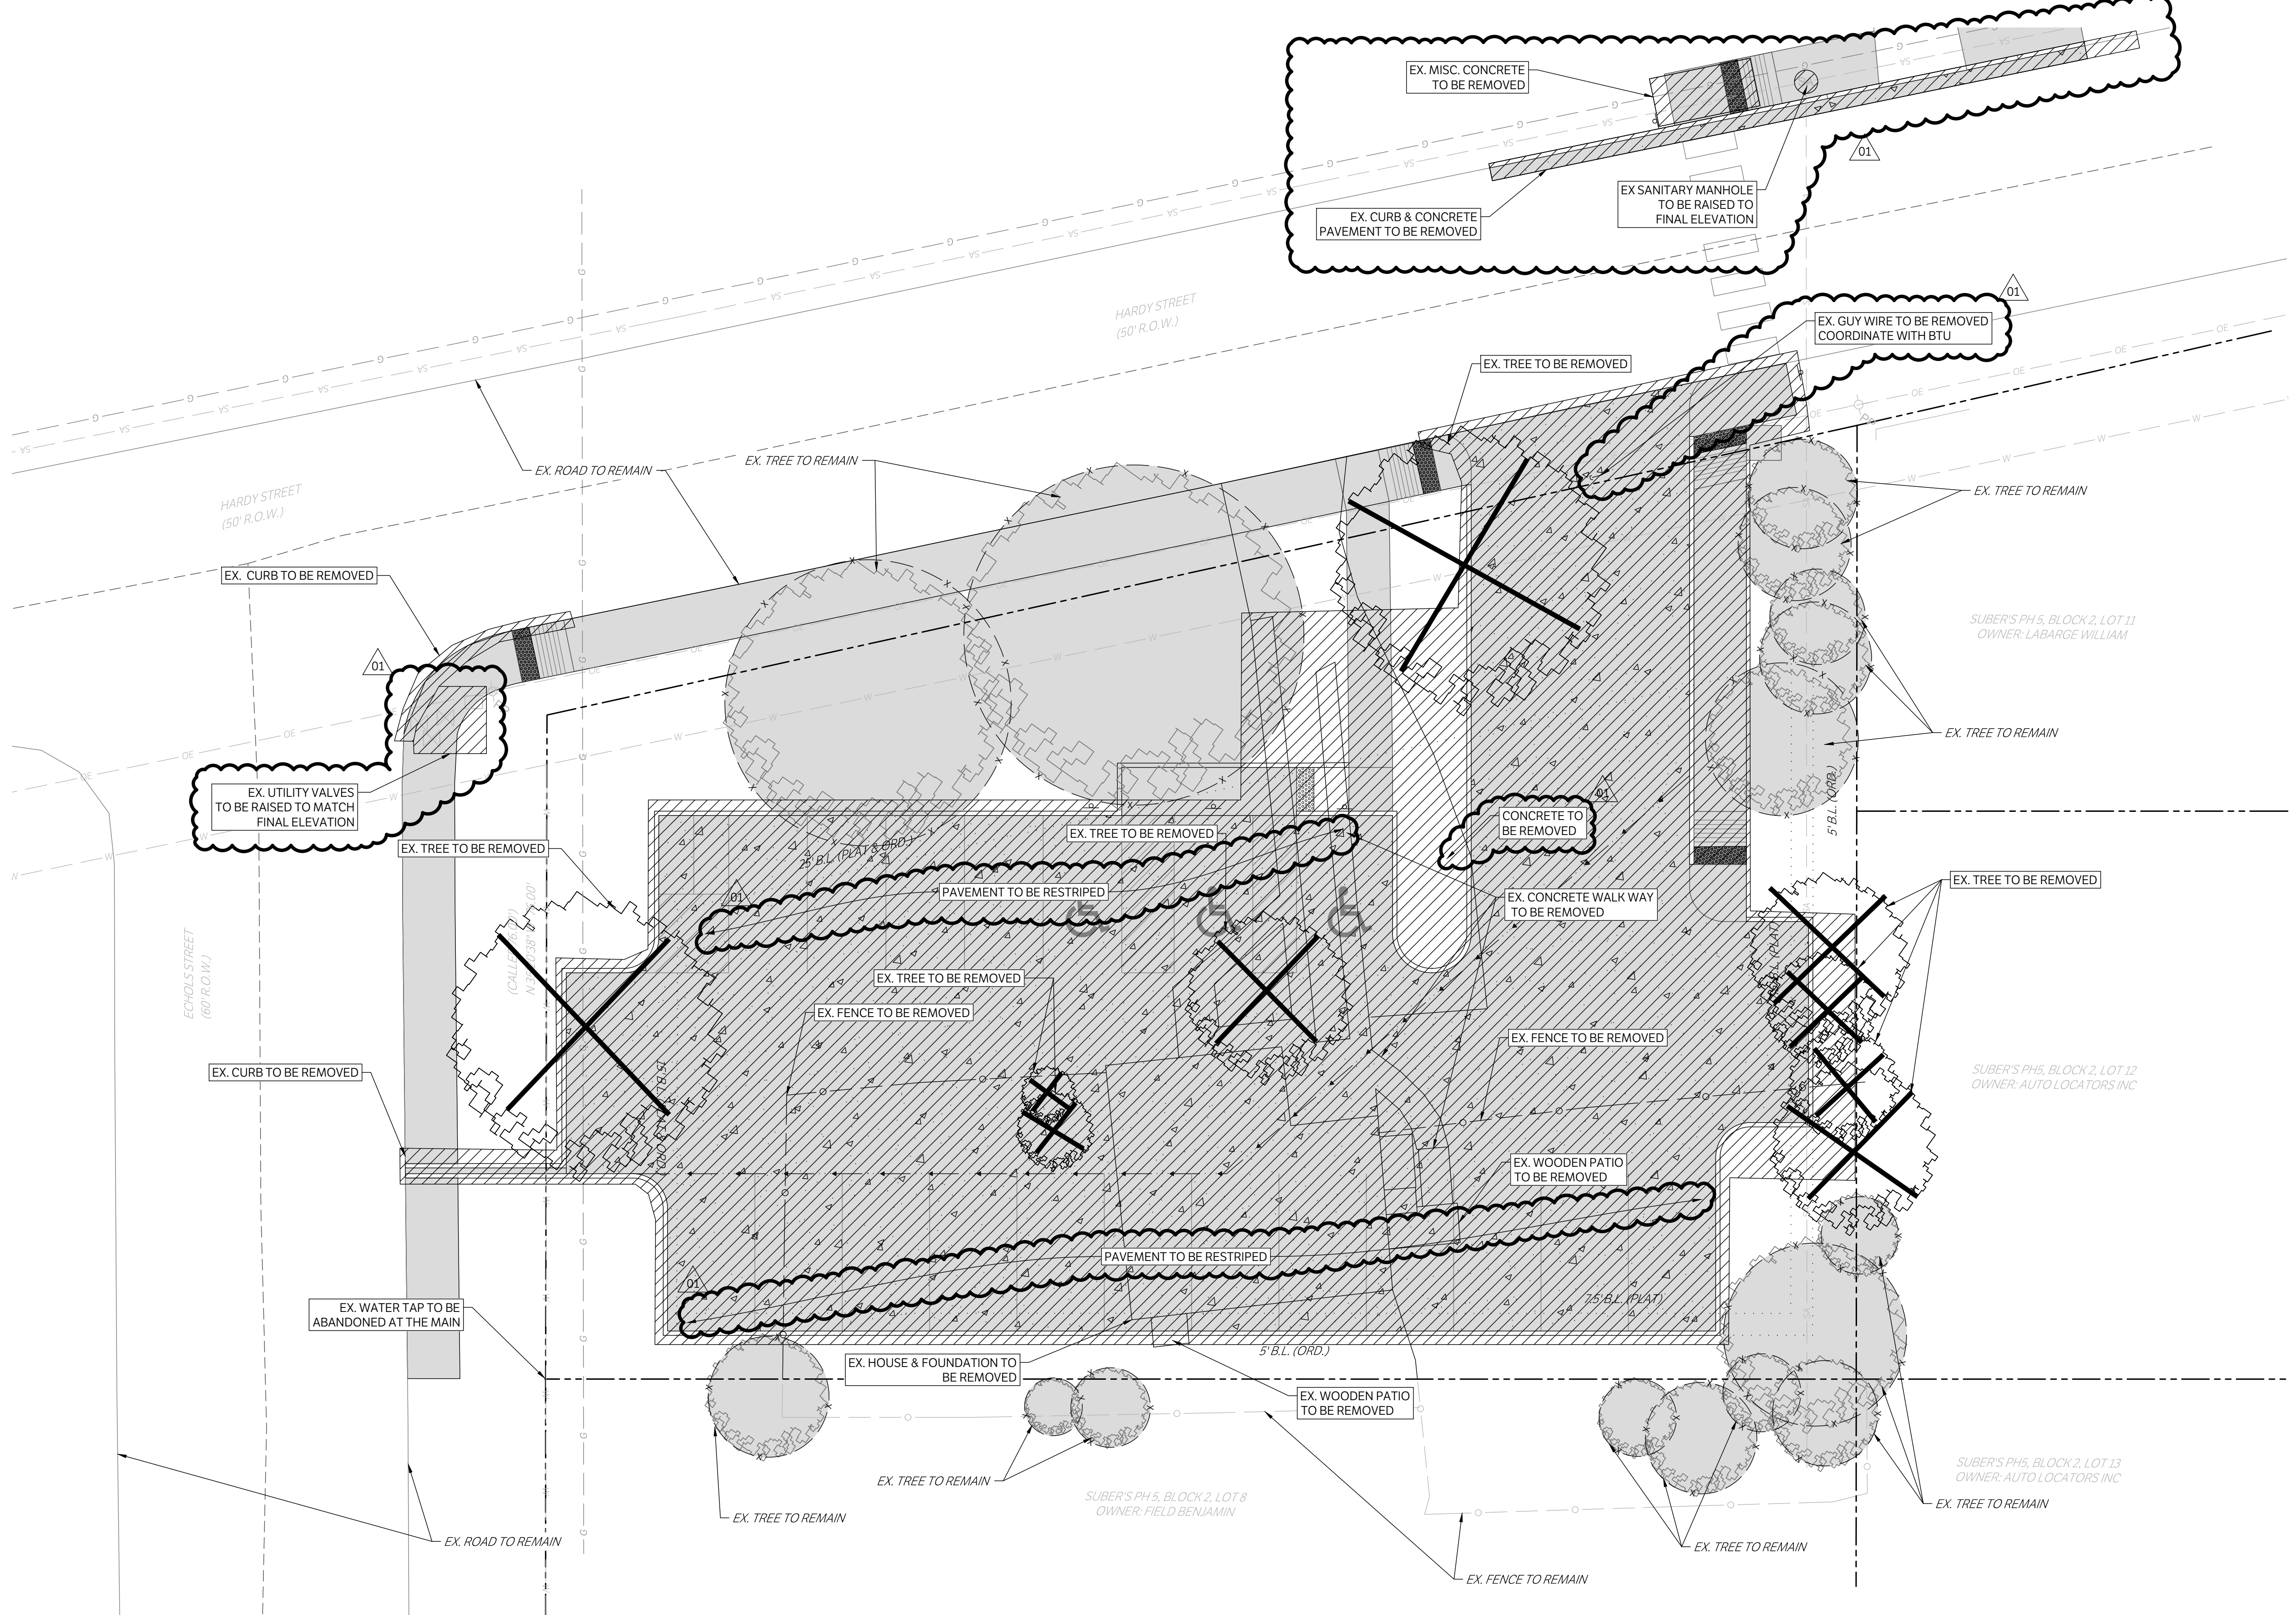 EX. MISC. CONCRETE
TO BE REMOVED
01
EX SANITARY MANHOLE
TO BE RAISED TO
FINAL ELEVATION
EX. CURB & CONCRETE
PAVEMENT TO BE REMOVED
HARDY STREET
(50' R.O.W.)
01
EX. GUY WIRE TO BE REMOVED
COORDINATE WITH BTU
EX. TREE TO BE REMOVED
EX. ROAD TO REMAIN
EX. TREE TO REMAIN
EX. TREE TO REMAIN
HARDY STREET
(50' R.O.W.)
EX. CURB TO BE REMOVED
01
SUBER'S PH 5, BLOCK 2, LOT 11
OWNER: LABARGE WILLIAM
EX. TREE TO REMAIN
EX. UTILITY VALVES
TO BE RAISED TO MATCH
FINAL ELEVATION
5' B.L. (ORD.)
01
CONCRETE TO
BE REMOVED
EX. TREE TO BE REMOVED
EX. TREE TO BE REMOVED
25' B.L. (PLAT & ORD.)
PAVEMENT TO BE RESTRIPED
01
EX. CONCRETE WALK WAY
TO BE REMOVED
EX. TREE TO BE REMOVED
ECHOLS STREET
(60' R.O.W.)
B.L. (PLAT)
EX. TREE TO BE REMOVED
EX. FENCE TO BE REMOVED
EX. FENCE TO BE REMOVED
EX. CURB TO BE REMOVED
15' B.L.
ORD.)
SUBER'S PH5, BLOCK 2, LOT 12
OWNER: AUTO LOCATORS INC
EX. WOODEN PATIO
TO BE REMOVED
PAVEMENT TO BE RESTRIPED
01
7.5' B.L. (PLAT)
EX. WATER TAP TO BE
ABANDONED AT THE MAIN
5' B.L. (ORD.)
EX. HOUSE & FOUNDATION TO
BE REMOVED
EX. WOODEN PATIO
TO BE REMOVED
EX. TREE TO REMAIN
SUBER'S PH 5, BLOCK 2, LOT 8
OWNER: FIELD BENJAMIN
SUBER'S PH5, BLOCK 2, LOT 13
OWNER: AUTO LOCATORS INC
EX. TREE TO REMAIN
EX. TREE TO REMAIN
EX. ROAD TO REMAIN
EX. TREE TO REMAIN
EX. FENCE TO REMAIN